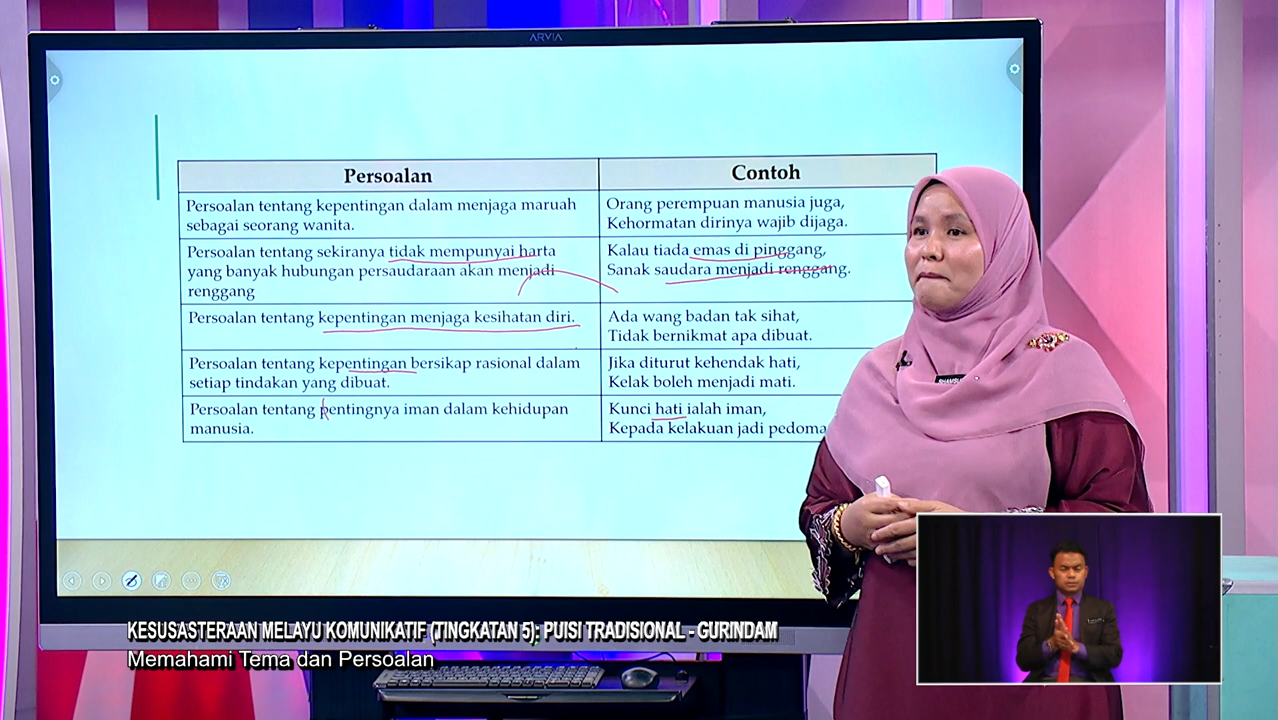 ARVIA
Persoalan
Contoh
Persoalan tentang kepentingan dalam menjaga maruah
sebagai seorang wanita.
Orang perempuan manusia juga,
Kehormatan dirinya wajib dijaga.
Persoalan tentang sekiranya tidak mempunyai harta
yang banyak hubungan persaudaraan akan menjadi
renggang
Kalau tiada emas di pinggang,
Sanak saudara menjadi renggang.
Persoalan tentang kepentingan menjaga kesihatan diri.
Ada wang badan tak sihat,
Tidak bernikmat apa dibuat.
Persoalan tentang kepentingan bersikap rasional dalam
setiap tindakan yang dibuat.
Jika diturut kehendak hati,
Kelak boleh menjadi mati.
Persoalan tentang pentingnya iman dalam kehidupan
manusia.
Kunci hati ialah iman,
Kepada kelakuan jadi pedoma
KESUSASTERAAN MELAYU KOMUNIKATIF (TINGKATAN 5): PUISI TRADISIONAL - GURINDAM
Memahami Tema dan Persoalan